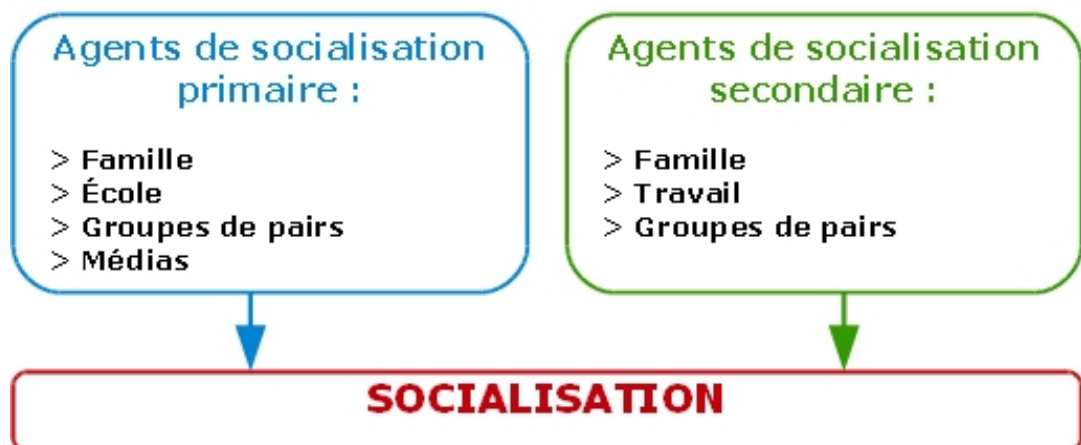 Agents de socialisation
primaire :
> Famille
> École
> Groupes de pairs
> Médias
Agents de socialisation
secondaire :
> Famille
> Travail
> Groupes de pairs
SOCIALISATION